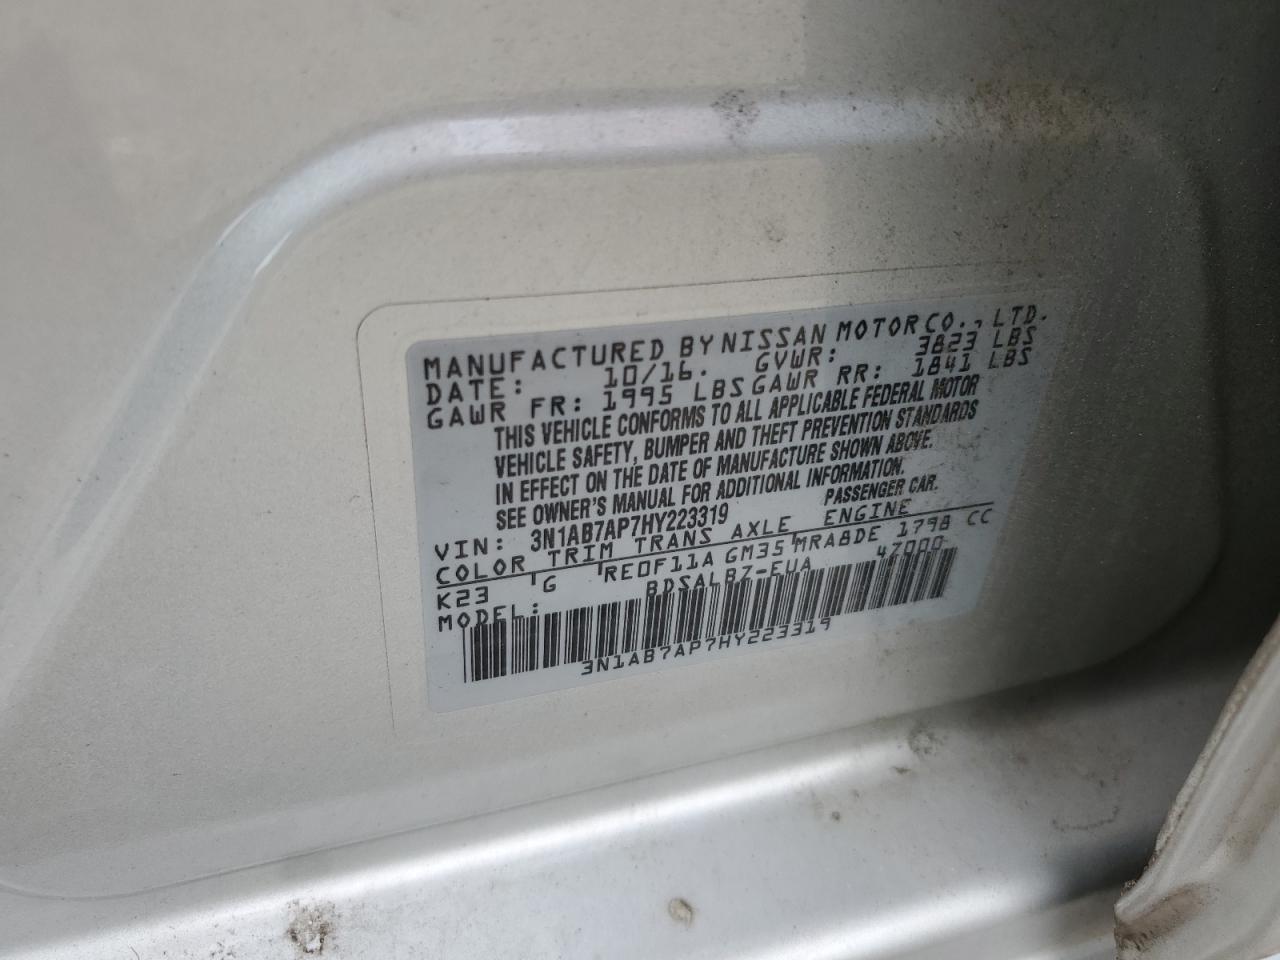 MANUFACTURED BY NISSAN MOTOR CO., LTD.
DATE: 10/16. GVWR: 3823 LBS
GAWR FR: 1995 LBS GAWR RR: 1841 LBS
THIS VEHICLE CONFORMS TO ALL APPLICABLE FEDERAL MOTOR
VEHICLE SAFETY, BUMPER AND THEFT PREVENTION STANDARDS
IN EFFECT ON THE DATE OF MANUFACTURE SHOWN ABOVE.
SEE OWNER'S MANUAL FOR ADDITIONAL INFORMATION.
VIN: 3N1AB7AP7HY223319 PASSENGER CAR.
COLOR TRIM TRANS AXLE ENGINE
K23 G RE0F11A GM35 MRA8DE 1798 CC
MODEL: BDSALBZ-EUA 47000
3N1AB7AP7HY223319